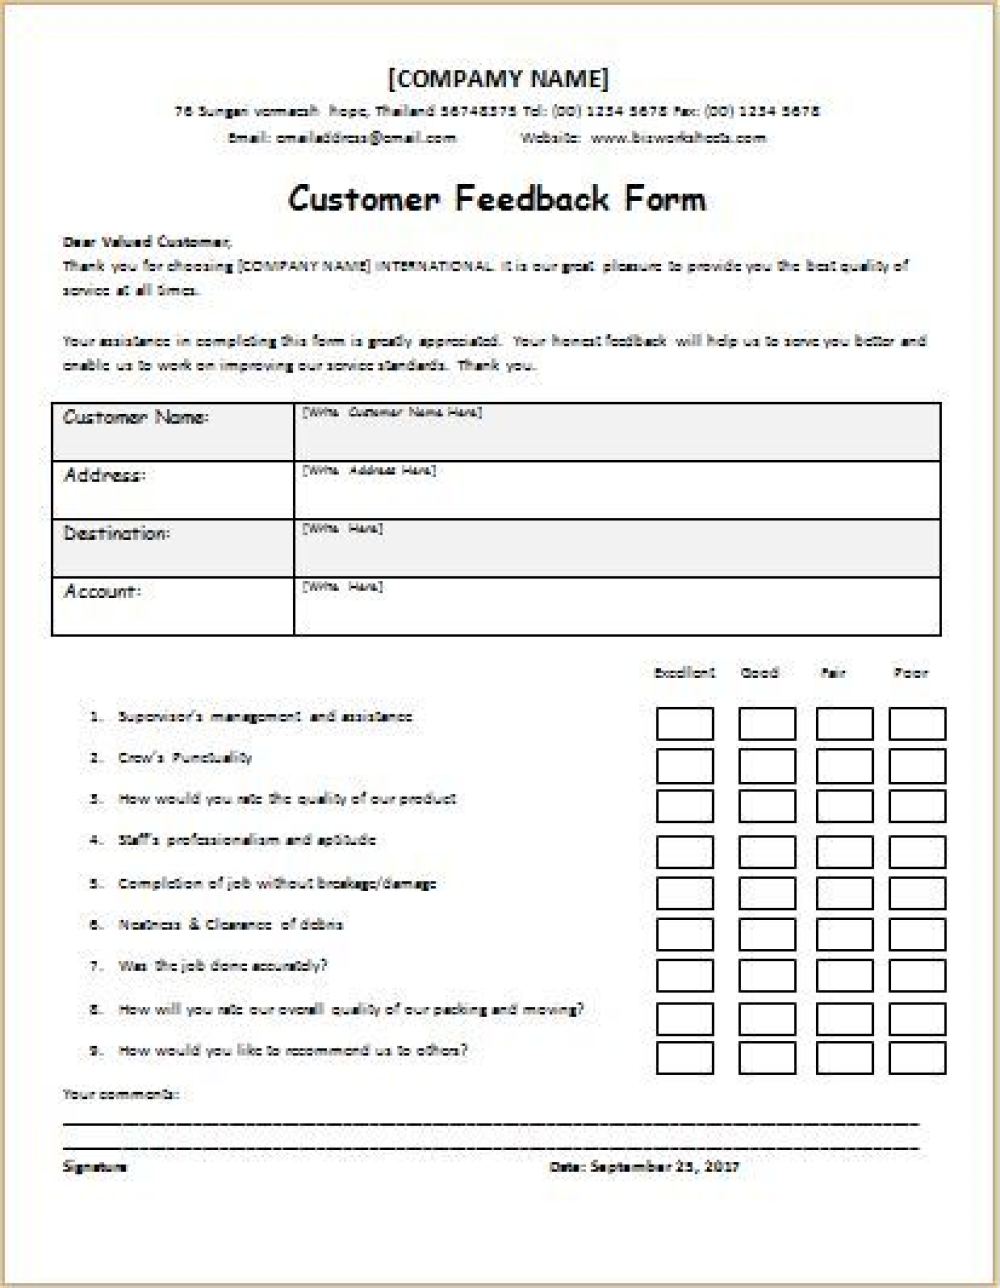 [COMPAMY NAME]
76 Sungan vermaesh hope, Thailand 56748375 Tel: (00) 1234 5678 Fax: (00) 1234 5678
Email: emailaddress@email.com Website: www.bizworksheets.com
Customer Feedback Form
Dear Valued Customer,
Thank you for choosing [COMPANY NAME] INTERNATIONAL. It is our great pleasure to provide you the best quality of
service at all times.
Your assistance in completing this form is greatly appreciated. Your honest feedback will help us to serve you better and
enable us to work on improving our service standards. Thank you.
Customer Name: [Write Customer Name Here]
Address: [Write Address Here]
Destination: [Write Here]
Account: [Write Here]
Excellent Good Fair Poor
1. Supervisor's management and assistance
2. Crew's Punctuality
3. How would you rate the quality of our product
4. Staff's professionalism and aptitude
5. Completion of job without breakage/damage
6. Neatness & Clearance of debris
7. Was the job done accurately?
8. How will you rate our overall quality of our packing and moving?
9. How would you like to recommend us to others?
Your comments:
Signature Date: September 25, 2017